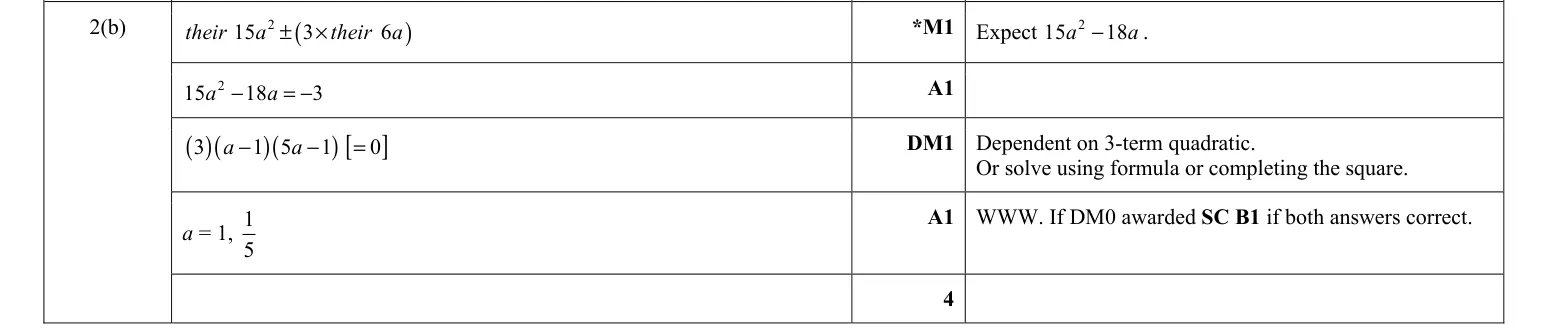 2(b) their 15a² ± (3 × their 6a) *M1 Expect 15a² − 18a .
15a² − 18a = −3 A1
(3)(a − 1)(5a − 1) [= 0] DM1 Dependent on 3-term quadratic.
Or solve using formula or completing the square.
a = 1, 1/5 A1 WWW. If DM0 awarded SC B1 if both answers correct.
4